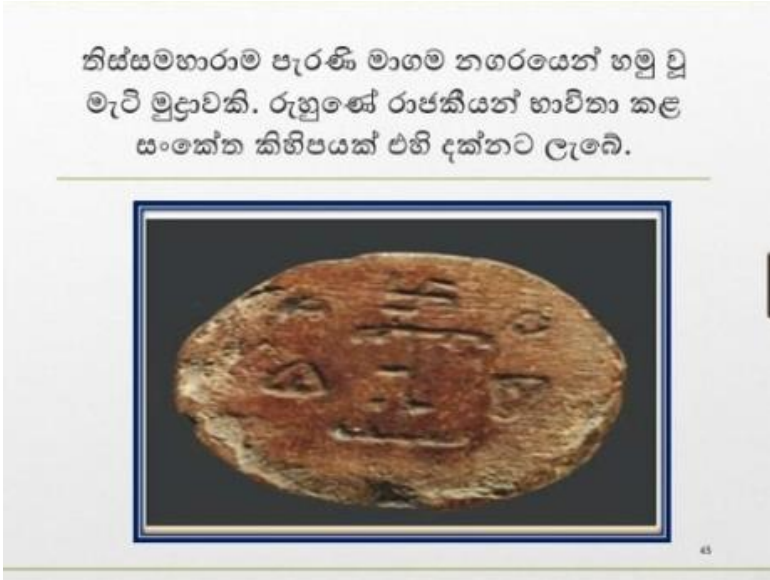 තිස්සමහාරාම පැරණි මාගම නගරයෙන් හමු වූ
මැටි මුද්‍රාවකි. රුහුණේ රාජකීයන් භාවිතා කළ
සංකේත කිහිපයක් එහි දක්නට ලැබේ.
45